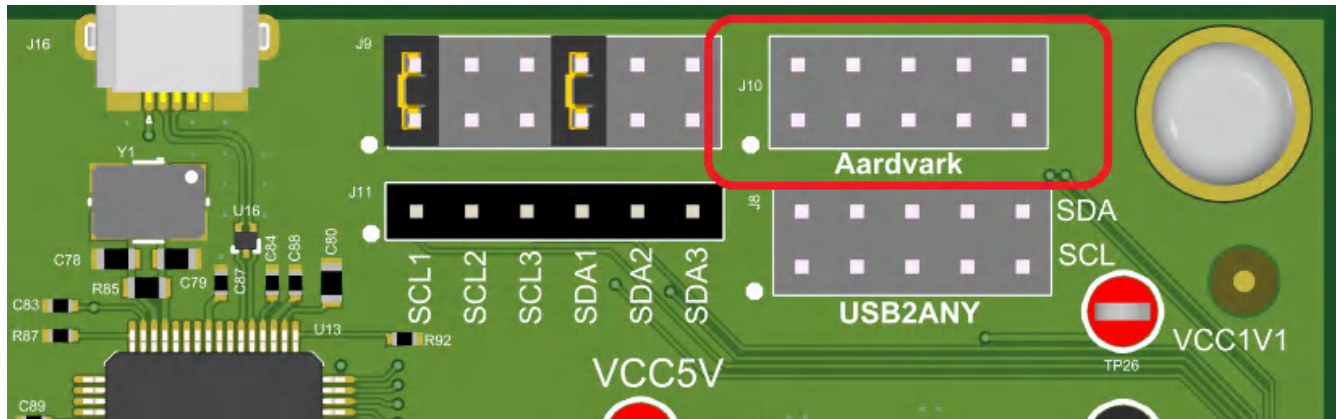 J16
J9
J10
Aardvark
Y1
J11
J8
SDA
U16
C78
R85
C79
C87
C84
C88
C80
SCL1
SCL2
SCL3
SDA1
SDA2
SDA3
SCL
C83
R87
U13
R92
USB2ANY
VCC1V1
TP26
VCC5V
C89